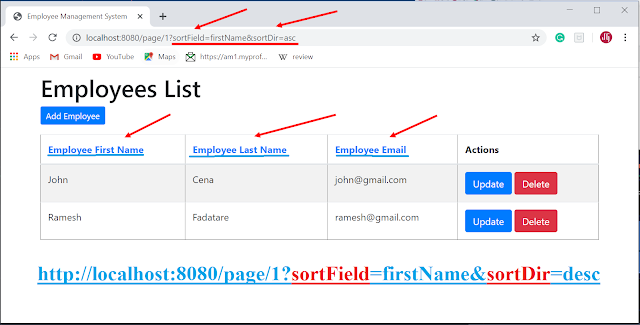 Employee Management System
localhost:8080/page/1?sortField=firstName&sortDir=asc
Apps Gmail YouTube Maps https://am1.myprof... review
Employees List
Add Employee
Employee First Name Employee Last Name Employee Email Actions
John Cena john@gmail.com Update Delete
Ramesh Fadatare ramesh@gmail.com Update Delete
http://localhost:8080/page/1?sortField=firstName&sortDir=desc